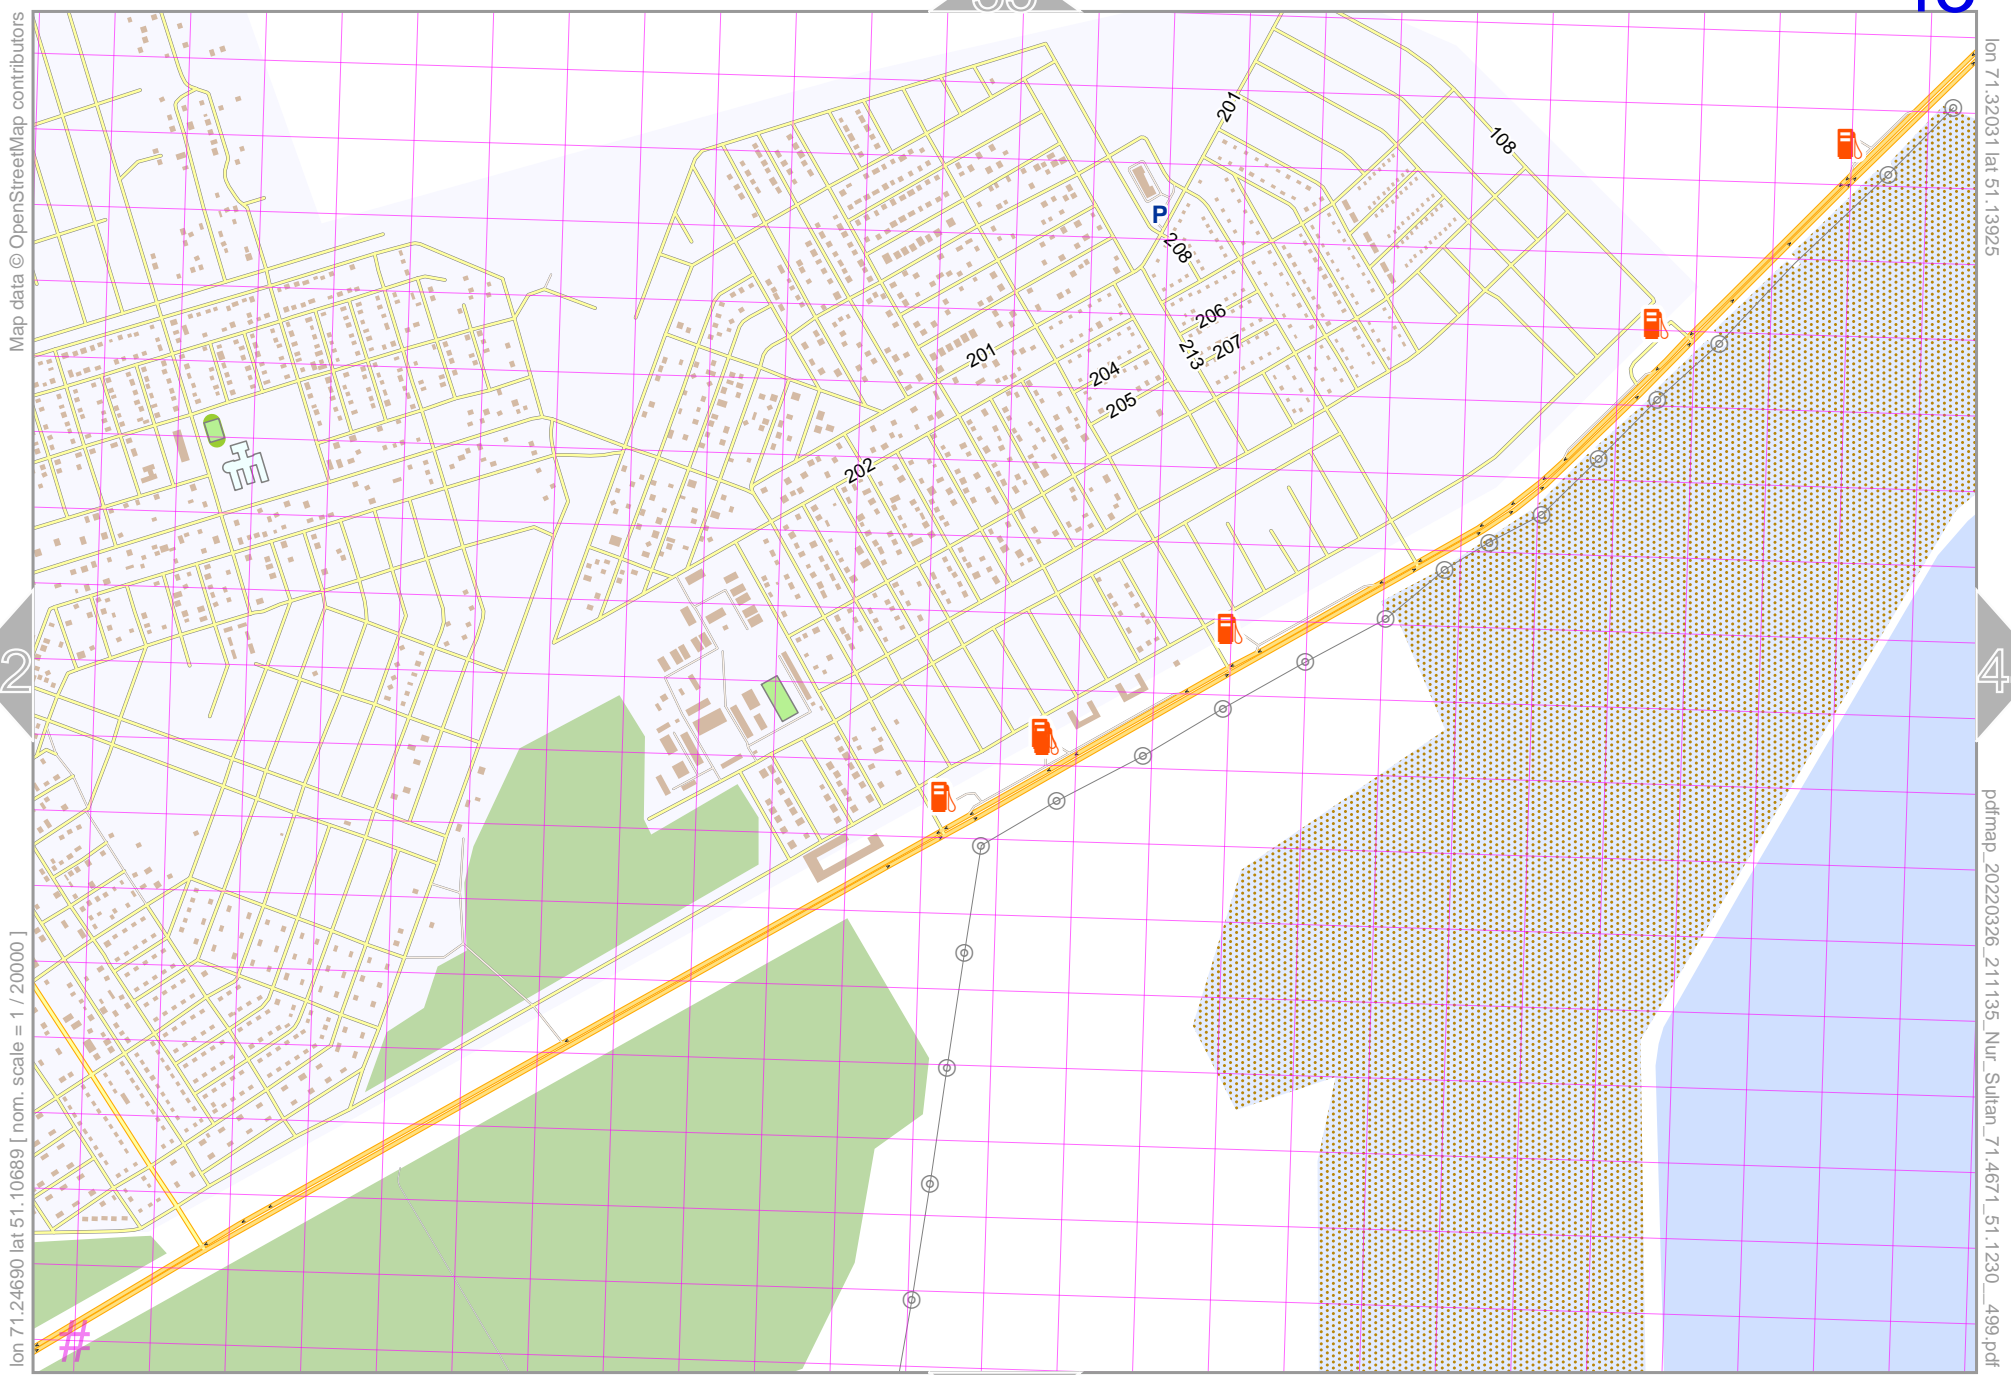 Map data © OpenStreetMap contributors
lon 71.32031 lat 51.13925
201
108
P
208
206
207
213
201
204
205
202
2
4
lon 71.24690 lat 51.10689 [ nom. scale = 1 / 20000 ]
pdfmap_20220326_211135_Nur_Sultan_71.4671_51.1230__499.pdf
#